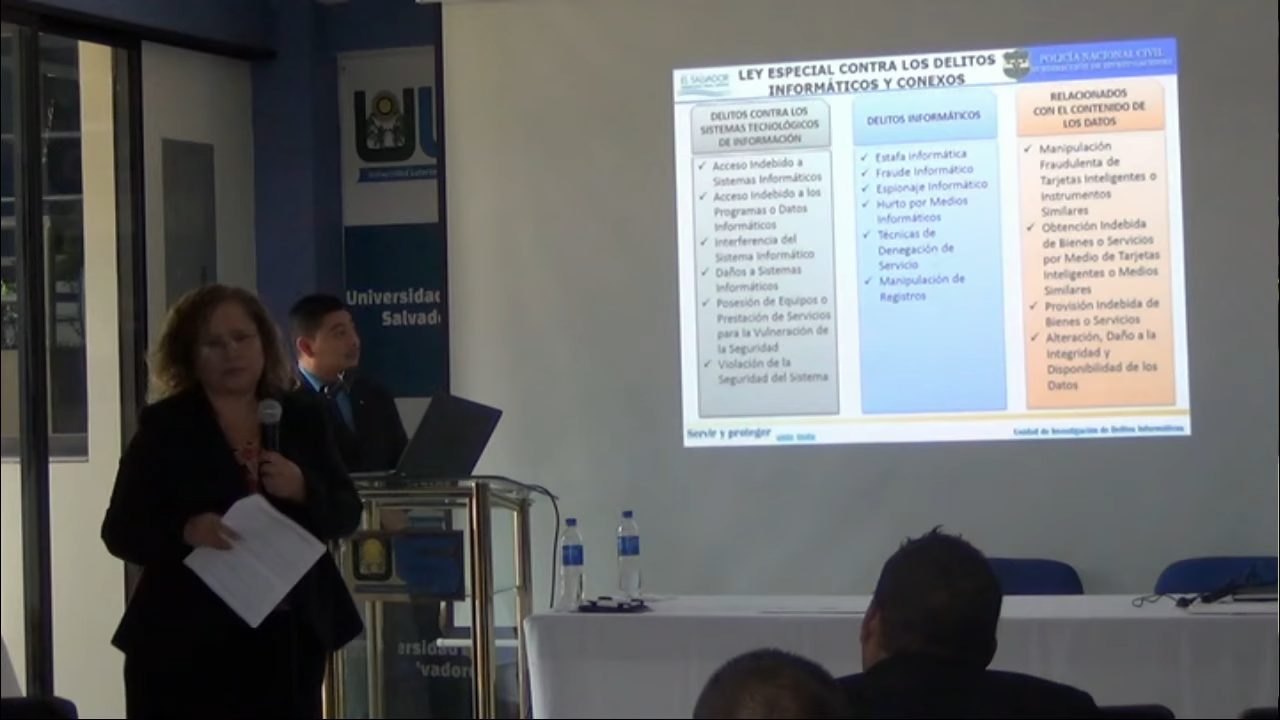 EL SALVADOR
LEY ESPECIAL CONTRA LOS DELITOS
INFORMÁTICOS Y CONEXOS
POLICÍA NACIONAL CIVIL
DELITOS CONTRA LOS
SISTEMAS TECNOLÓGICOS
DE INFORMACIÓN
✓ Acceso Indebido a
Sistemas Informáticos
✓ Acceso Indebido a los
Programas o Datos
Informáticos
✓ Interferencia del
Sistema Informático
✓ Daños a Sistemas
Informáticos
✓ Posesión de Equipos o
Prestación de Servicios
para la Vulneración de
la Seguridad
✓ Violación de la
Seguridad del Sistema
DELITOS INFORMÁTICOS
✓ Estafa informática
✓ Fraude Informático
✓ Espionaje Informático
✓ Hurto por Medios
Informáticos
✓ Técnicas de
Denegación de
Servicio
✓ Manipulación de
Registros
RELACIONADOS
CON EL CONTENIDO DE
LOS DATOS
✓ Manipulación
Fraudulenta de
Tarjetas Inteligentes o
Instrumentos
Similares
✓ Obtención Indebida
de Bienes o Servicios
por Medio de Tarjetas
Inteligentes o Medios
Similares
✓ Provisión Indebida de
Bienes o Servicios
✓ Alteración, Daño a la
Integridad y
Disponibilidad de los
Datos
Servir y proteger
Unidad de Investigación de Delitos Informáticos
Universidad
Salvado
ersidad
vador